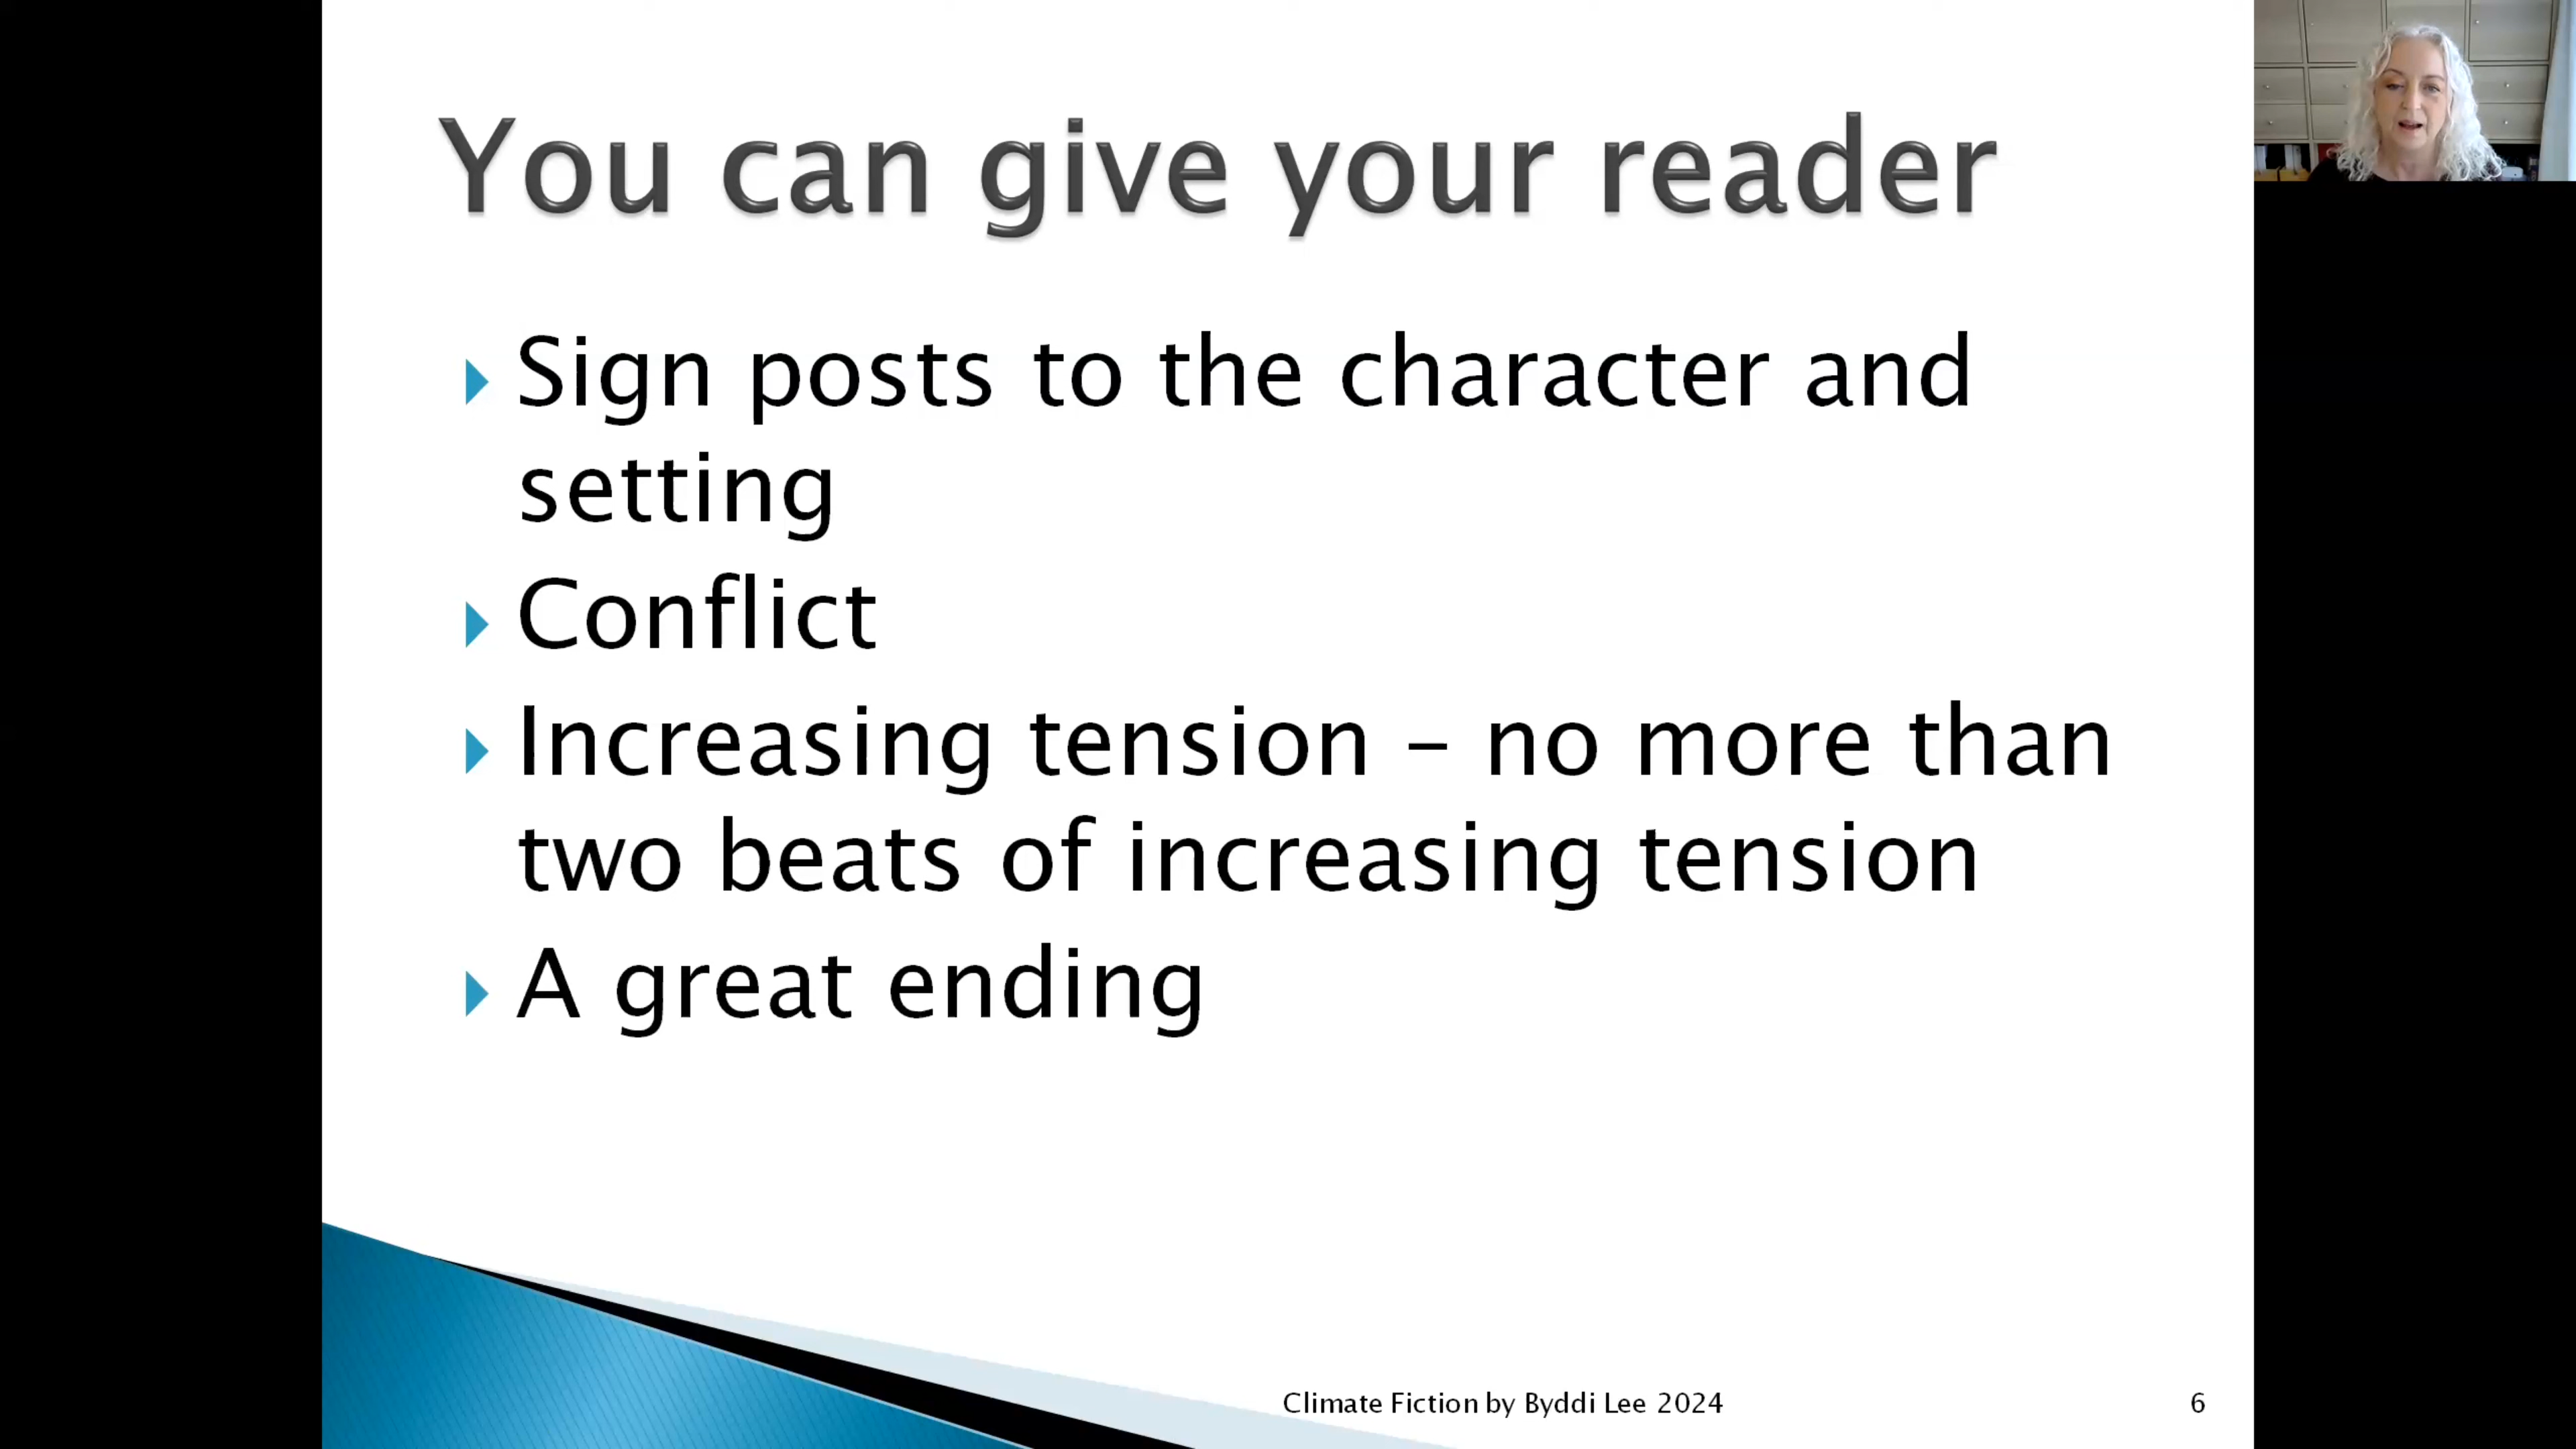 You can give your reader
Sign posts to the character and
setting
Conflict
Increasing tension – no more than
two beats of increasing tension
A great ending
Climate Fiction by Byddi Lee 2024
6